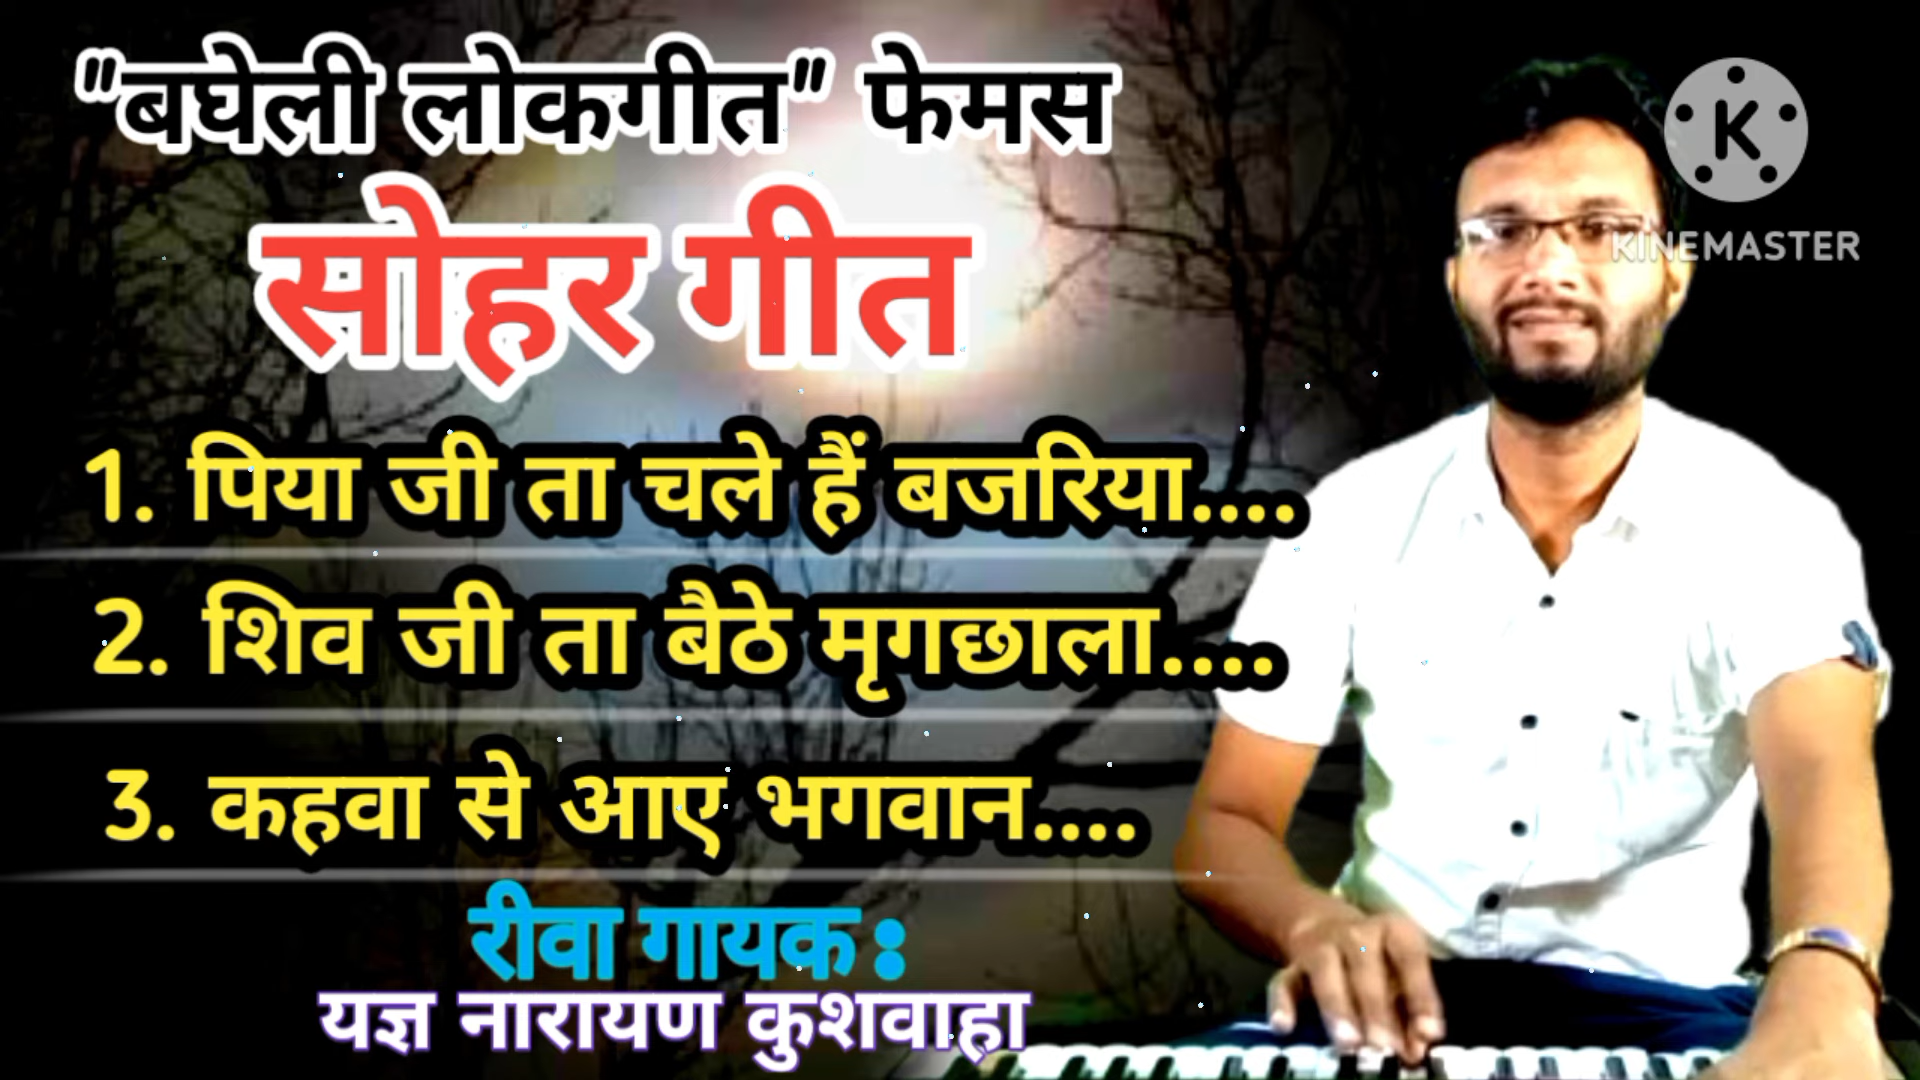 "बघेली लोकगीत" फेमस
सोहर गीत
1. पिया जी ता चले हैं बजरिया....
2. शिव जी ता बैठे मृगछाला....
3. कहवा से आए भगवान....
रीवा गायक:
यज्ञ नारायण कुशवाहा
K
KINEMASTER